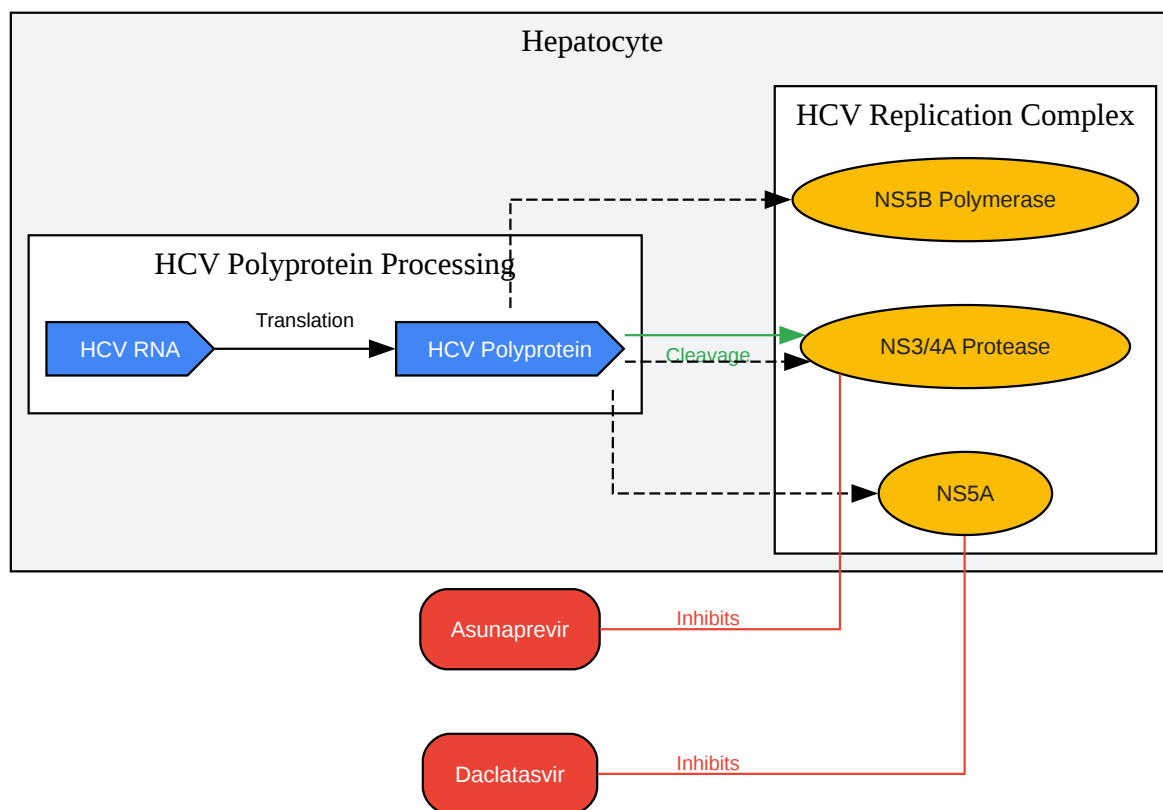 Hepatocyte
HCV Replication Complex
NS5B Polymerase
HCV Polyprotein Processing
Translation
HCV RNA
HCV Polyprotein
Cleavage
NS3/4A Protease
NS5A
Asunaprevir
Inhibits
Daclatasvir
Inhibits